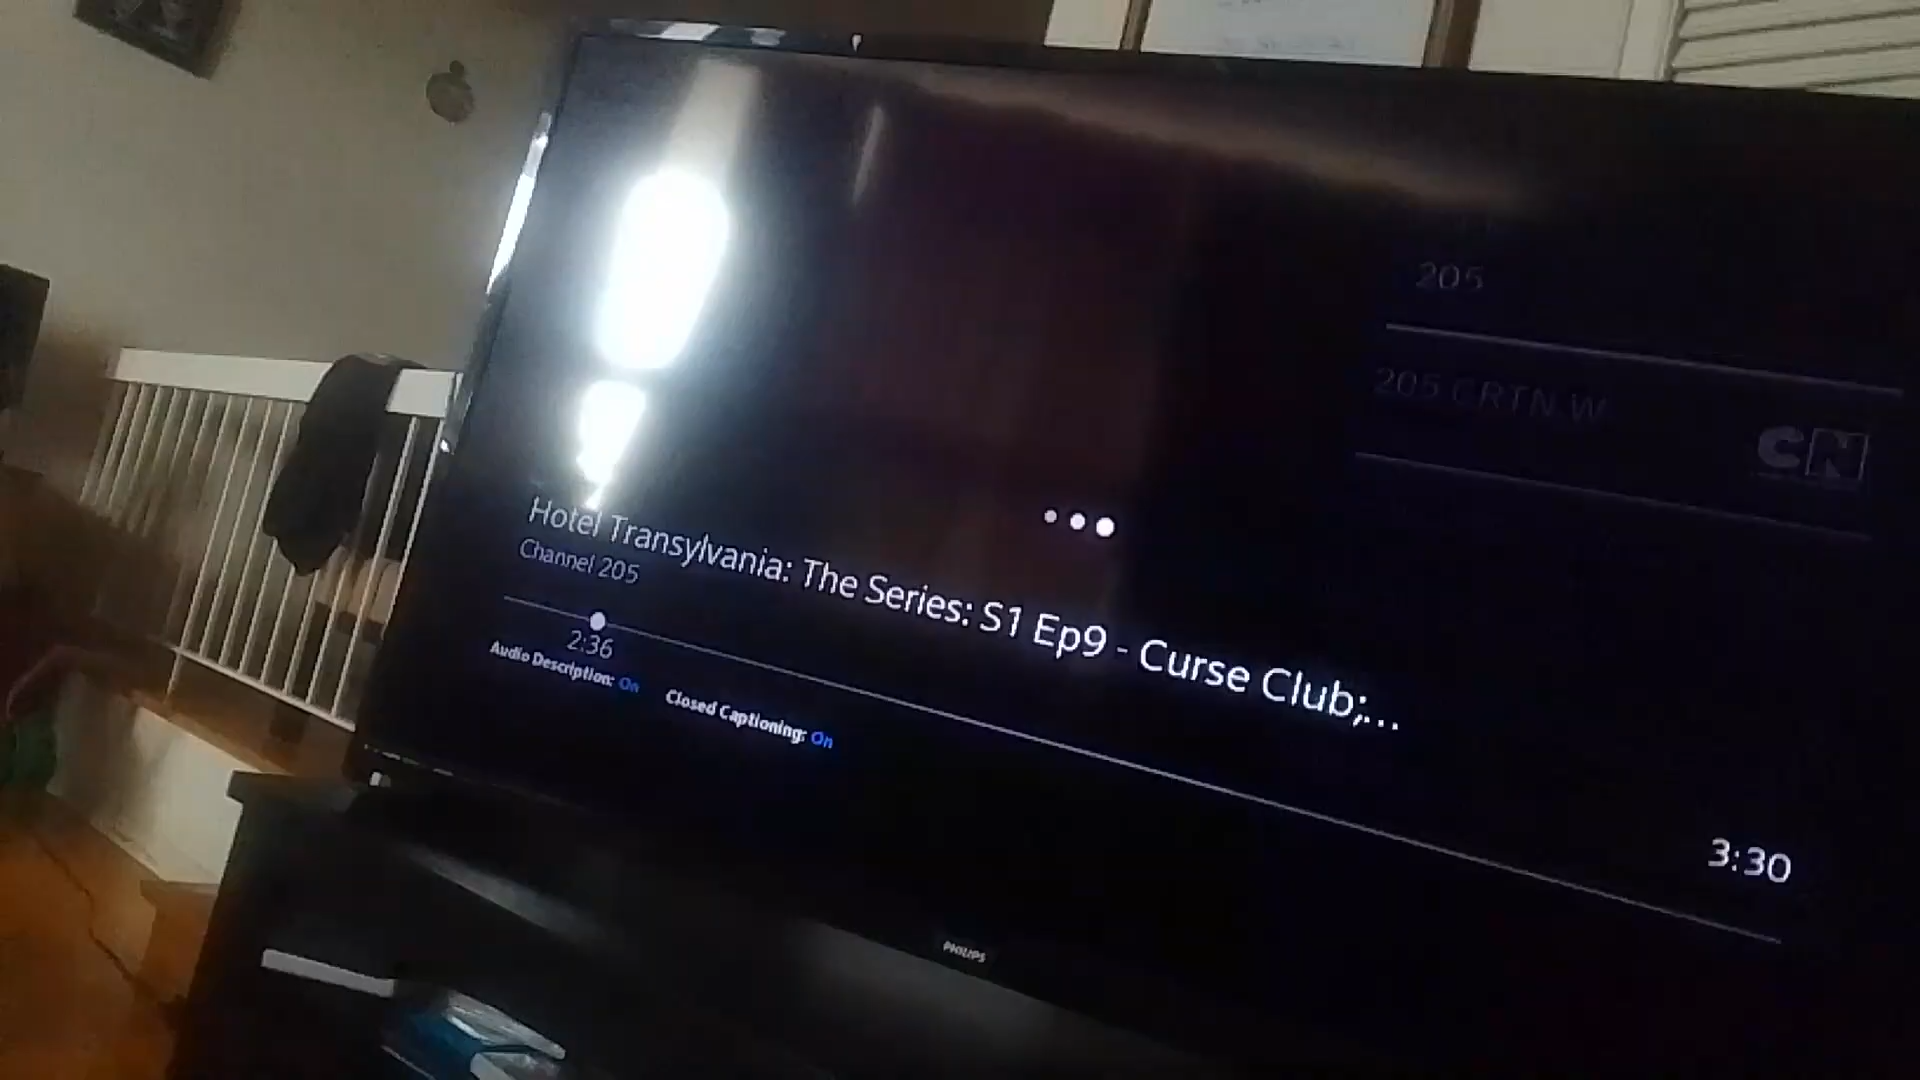 205
205 CRTN W
CN
Hotel Transylvania: The Series: S1 Ep9 - Curse Club;...
Channel 205
2:36
3:30
Audio Description: On Closed Captioning: On
PHILIPS